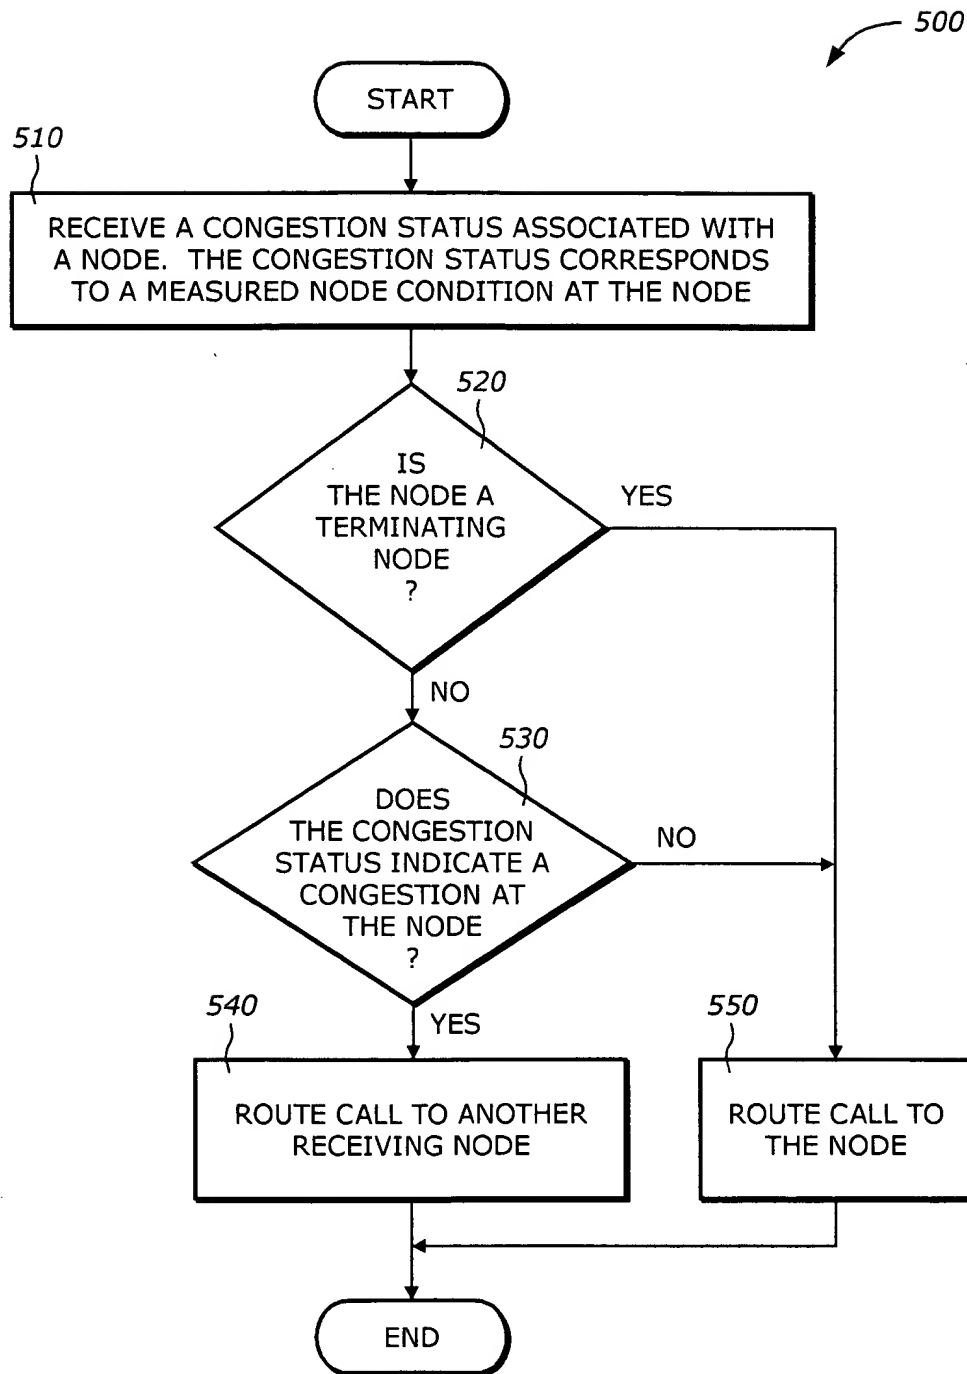 500
START
510
RECEIVE A CONGESTION STATUS ASSOCIATED WITH
A NODE. THE CONGESTION STATUS CORRESPONDS
TO A MEASURED NODE CONDITION AT THE NODE
520
IS
THE NODE A
TERMINATING
NODE
?
YES
NO
530
DOES
THE CONGESTION
STATUS INDICATE A
CONGESTION AT
THE NODE
?
NO
YES
540
ROUTE CALL TO ANOTHER
RECEIVING NODE
550
ROUTE CALL TO
THE NODE
END